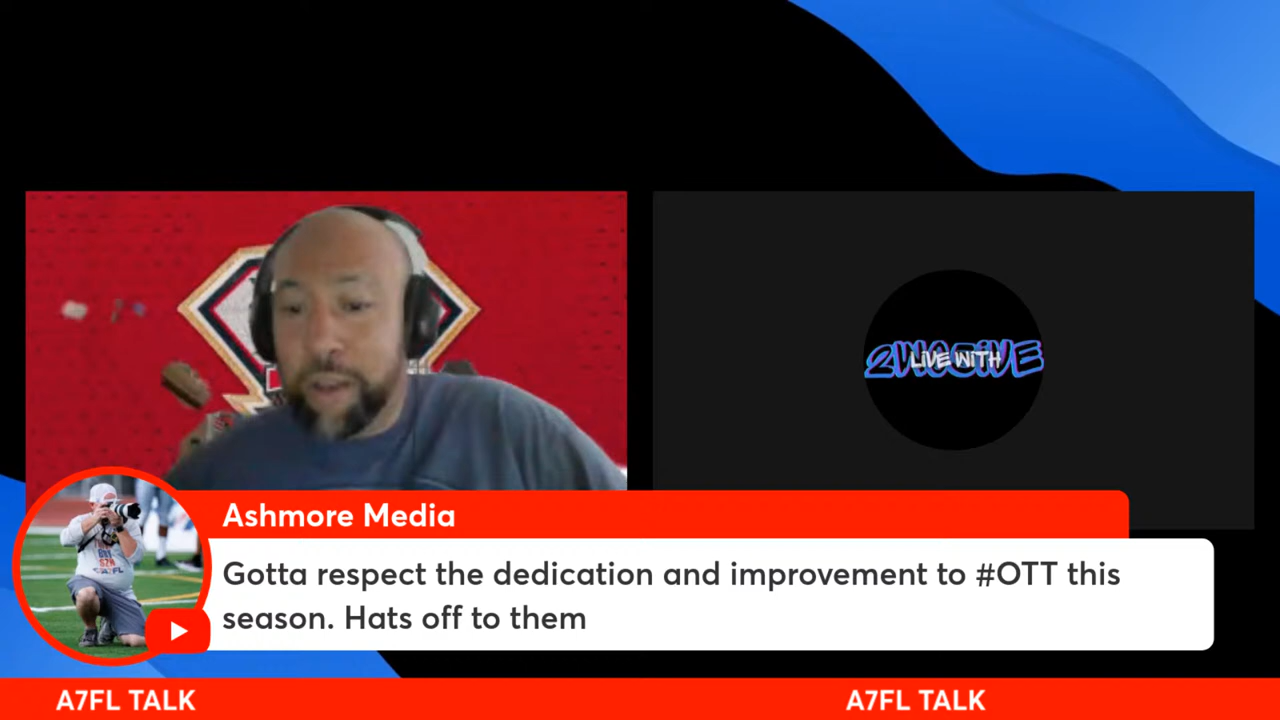 2WO5IVE
LIVE WITH
Ashmore Media
Gotta respect the dedication and improvement to #OTT this
season. Hats off to them
A7FL TALK
A7FL TALK